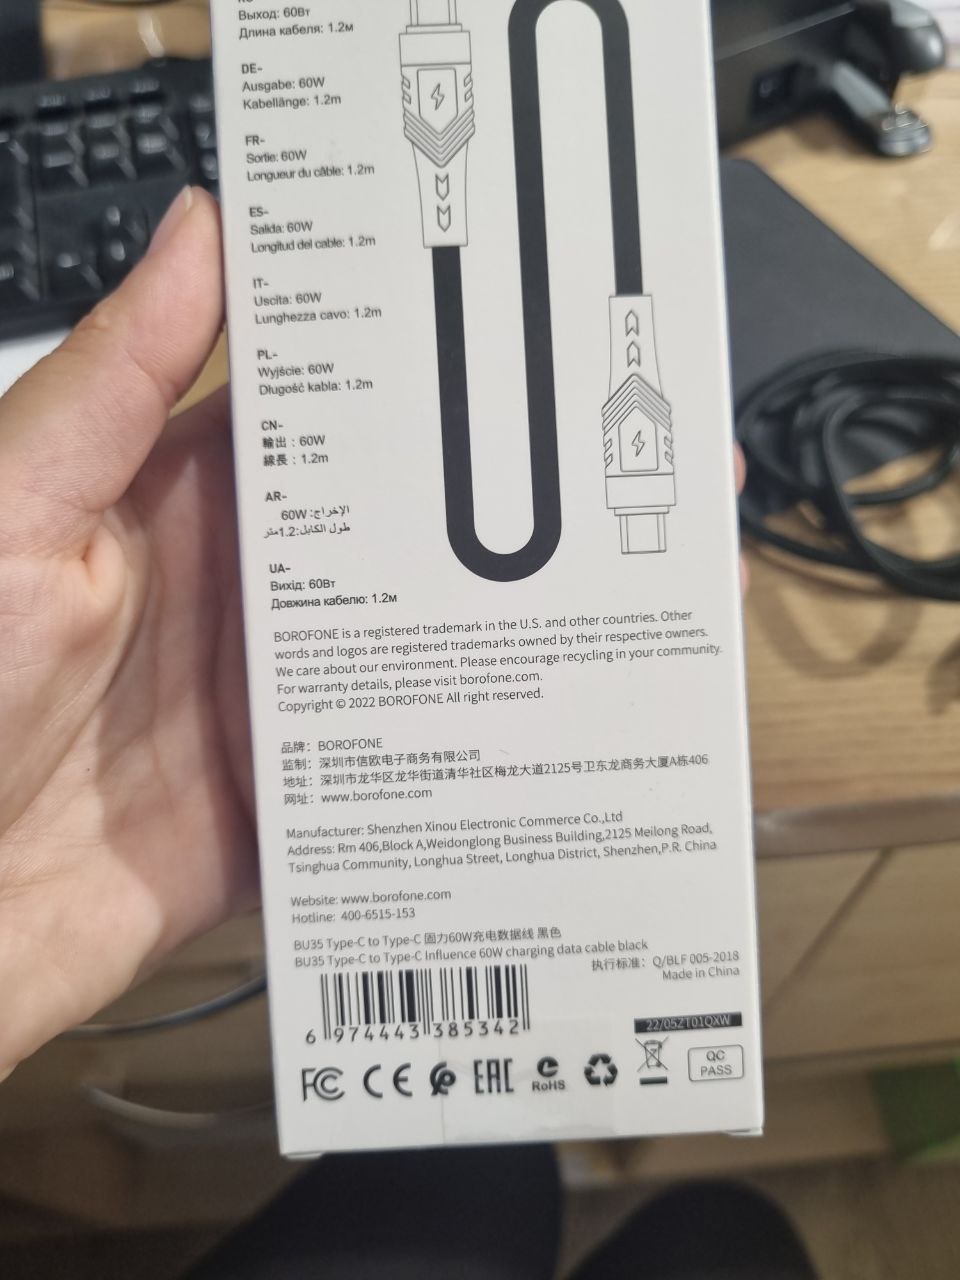 Выход: 60Вт
Длина кабеля: 1.2м
DE-
Ausgabe: 60W
Kabellänge: 1.2m
FR-
Sortie: 60W
Longueur du câble: 1.2m
ES-
Salida: 60W
Longitud del cable: 1.2m
IT-
Uscita: 60W
Lunghezza cavo: 1.2m
PL-
Wyjście: 60W
Długość kabla: 1.2m
CN-
輸出：60W
線長：1.2m
AR-
الإخراج: 60W
طول الكابل:1.2متر
UA-
Вихід: 60Вт
Довжина кабелю: 1.2м
BOROFONE is a registered trademark in the U.S. and other countries. Other
words and logos are registered trademarks owned by their respective owners.
We care about our environment. Please encourage recycling in your community.
For warranty details, please visit borofone.com.
Copyright © 2022 BOROFONE All right reserved.
品牌：BOROFONE
监制：深圳市信欧电子商务有限公司
地址：深圳市龙华区龙华街道清华社区梅龙大道2125号卫东龙商务大厦A栋406
网址：www.borofone.com
Manufacturer: Shenzhen Xinou Electronic Commerce Co.,Ltd
Address: Rm 406,Block A,Weidonglong Business Building,2125 Meilong Road,
Tsinghua Community, Longhua Street, Longhua District, Shenzhen,P.R. China
Website: www.borofone.com
Hotline: 400-6515-153
BU35 Type-C to Type-C 固力60W充电数据线 黑色
BU35 Type-C to Type-C Influence 60W charging data cable black
执行标准：Q/BLF 005-2018
Made in China
6 974443 385342
22/05ZT01QXW
FC CE EAC RoHS
QC
PASS